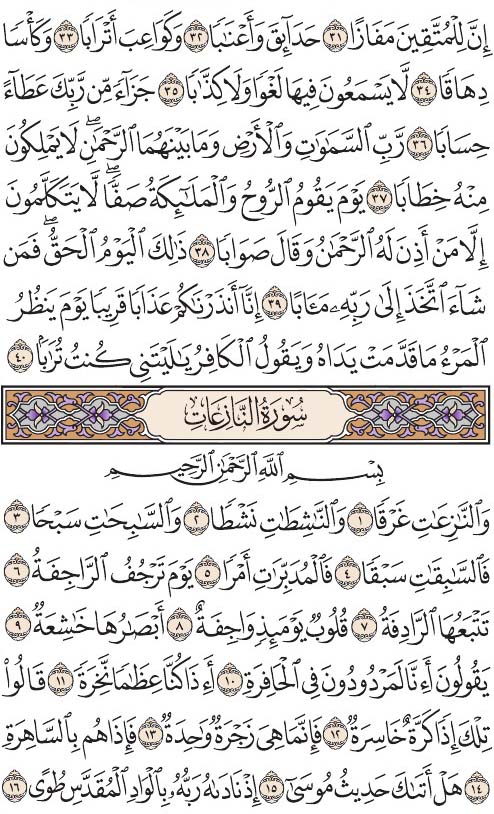 إِنَّ لِلْمُتَّقِينَ مَفَازًا ٣١ حَدَآئِقَ وَأَعْنَٰبًا ٣٢ وَكَوَاعِبَ أَتْرَابًا ٣٣ وَكَأْسًا
دِهَاقًا ٣٤ لَّا يَسْمَعُونَ فِيهَا لَغْوًا وَلَا كِذَّٰبًا ٣٥ جَزَآءً مِّن رَّبِّكَ عَطَآءً
حِسَابًا ٣٦ رَّبِّ ٱلسَّمَٰوَٰتِ وَٱلْأَرْضِ وَمَا بَيْنَهُمَا ٱلرَّحْمَٰنِ ۖ لَا يَمْلِكُونَ
مِنْهُ خِطَابًا ٣٧ يَوْمَ يَقُومُ ٱلرُّوحُ وَٱلْمَلَٰٓئِكَةُ صَفًّا ۖ لَّا يَتَكَلَّمُونَ
إِلَّا مَنْ أَذِنَ لَهُ ٱلرَّحْمَٰنُ وَقَالَ صَوَابًا ٣٨ ذَٰلِكَ ٱلْيَوْمُ ٱلْحَقُّ ۖ فَمَن
شَآءَ ٱتَّخَذَ إِلَىٰ رَبِّهِۦ مَـَٔابًا ٣٩ إِنَّآ أَنذَرْنَٰكُمْ عَذَابًا قَرِيبًا يَوْمَ يَنظُرُ
ٱلْمَرْءُ مَا قَدَّمَتْ يَدَاهُ وَيَقُولُ ٱلْكَافِرُ يَٰلَيْتَنِى كُنتُ تُرَٰبًۢا ٤٠
سُورَةُ النَّازِعَاتِ
بِسْمِ ٱللَّهِ ٱلرَّحْمَٰنِ ٱلرَّحِيمِ
وَٱلنَّٰزِعَٰتِ غَرْقًا ١ وَٱلنَّٰشِطَٰتِ نَشْطًا ٢ وَٱلسَّٰبِحَٰتِ سَبْحًا ٣
فَٱلسَّٰبِقَٰتِ سَبْقًا ٤ فَٱلْمُدَبِّرَٰتِ أَمْرًا ٥ يَوْمَ تَرْجُفُ ٱلرَّاجِفَةُ ٦
تَتْبَعُهَا ٱلرَّادِفَةُ ٧ قُلُوبٌ يَوْمَئِذٍ وَاجِفَةٌ ٨ أَبْصَٰرُهَا خَٰشِعَةٌ ٩
يَقُولُونَ أَءِنَّا لَمَرْدُودُونَ فِى ٱلْحَافِرَةِ ١٠ أَءِذَا كُنَّا عِظَٰمًا نَّخِرَةً ١١ قَالُوا۟
تِلْكَ إِذًا كَرَّةٌ خَاسِرَةٌ ١٢ فَإِنَّمَا هِىَ زَجْرَةٌ وَٰحِدَةٌ ١٣ فَإِذَا هُم بِٱلسَّاهِرَةِ
١٤ هَلْ أَتَىٰكَ حَدِيثُ مُوسَىٰٓ ١٥ إِذْ نَادَىٰهُ رَبُّهُۥ بِٱلْوَادِ ٱلْمُقَدَّسِ طُوًى ١٦